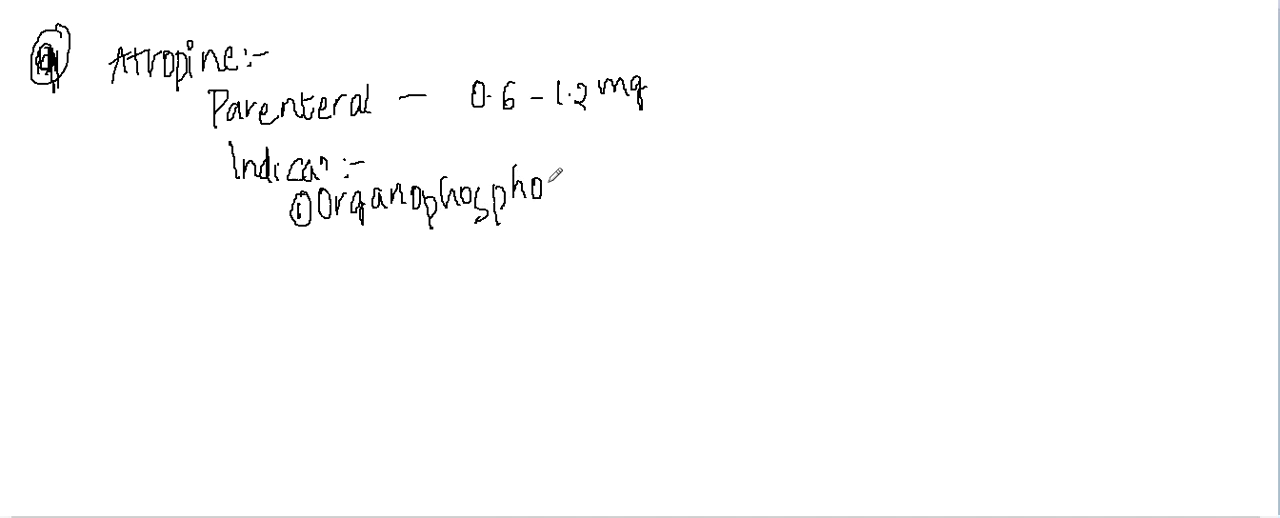 Atropine:-
Parenteral - 0.6 - 1.2 mg
Indicaⁿ :-
① Organophospho